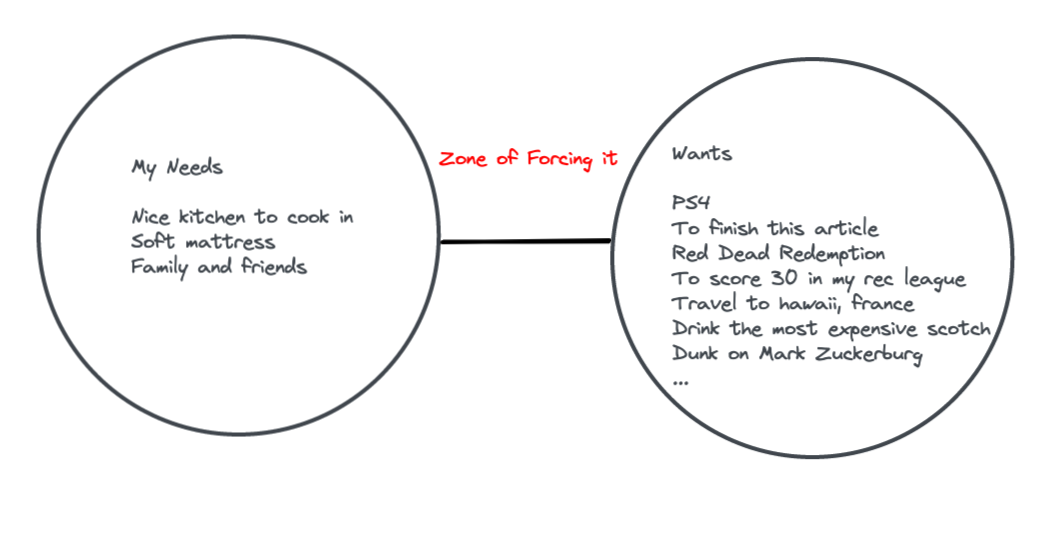 My Needs
Nice kitchen to cook in
Soft mattress
Family and friends
Zone of Forcing it
Wants
PS4
To finish this article
Red Dead Redemption
To score 30 in my rec league
Travel to hawaii, france
Drink the most expensive scotch
Dunk on Mark Zuckerburg
...